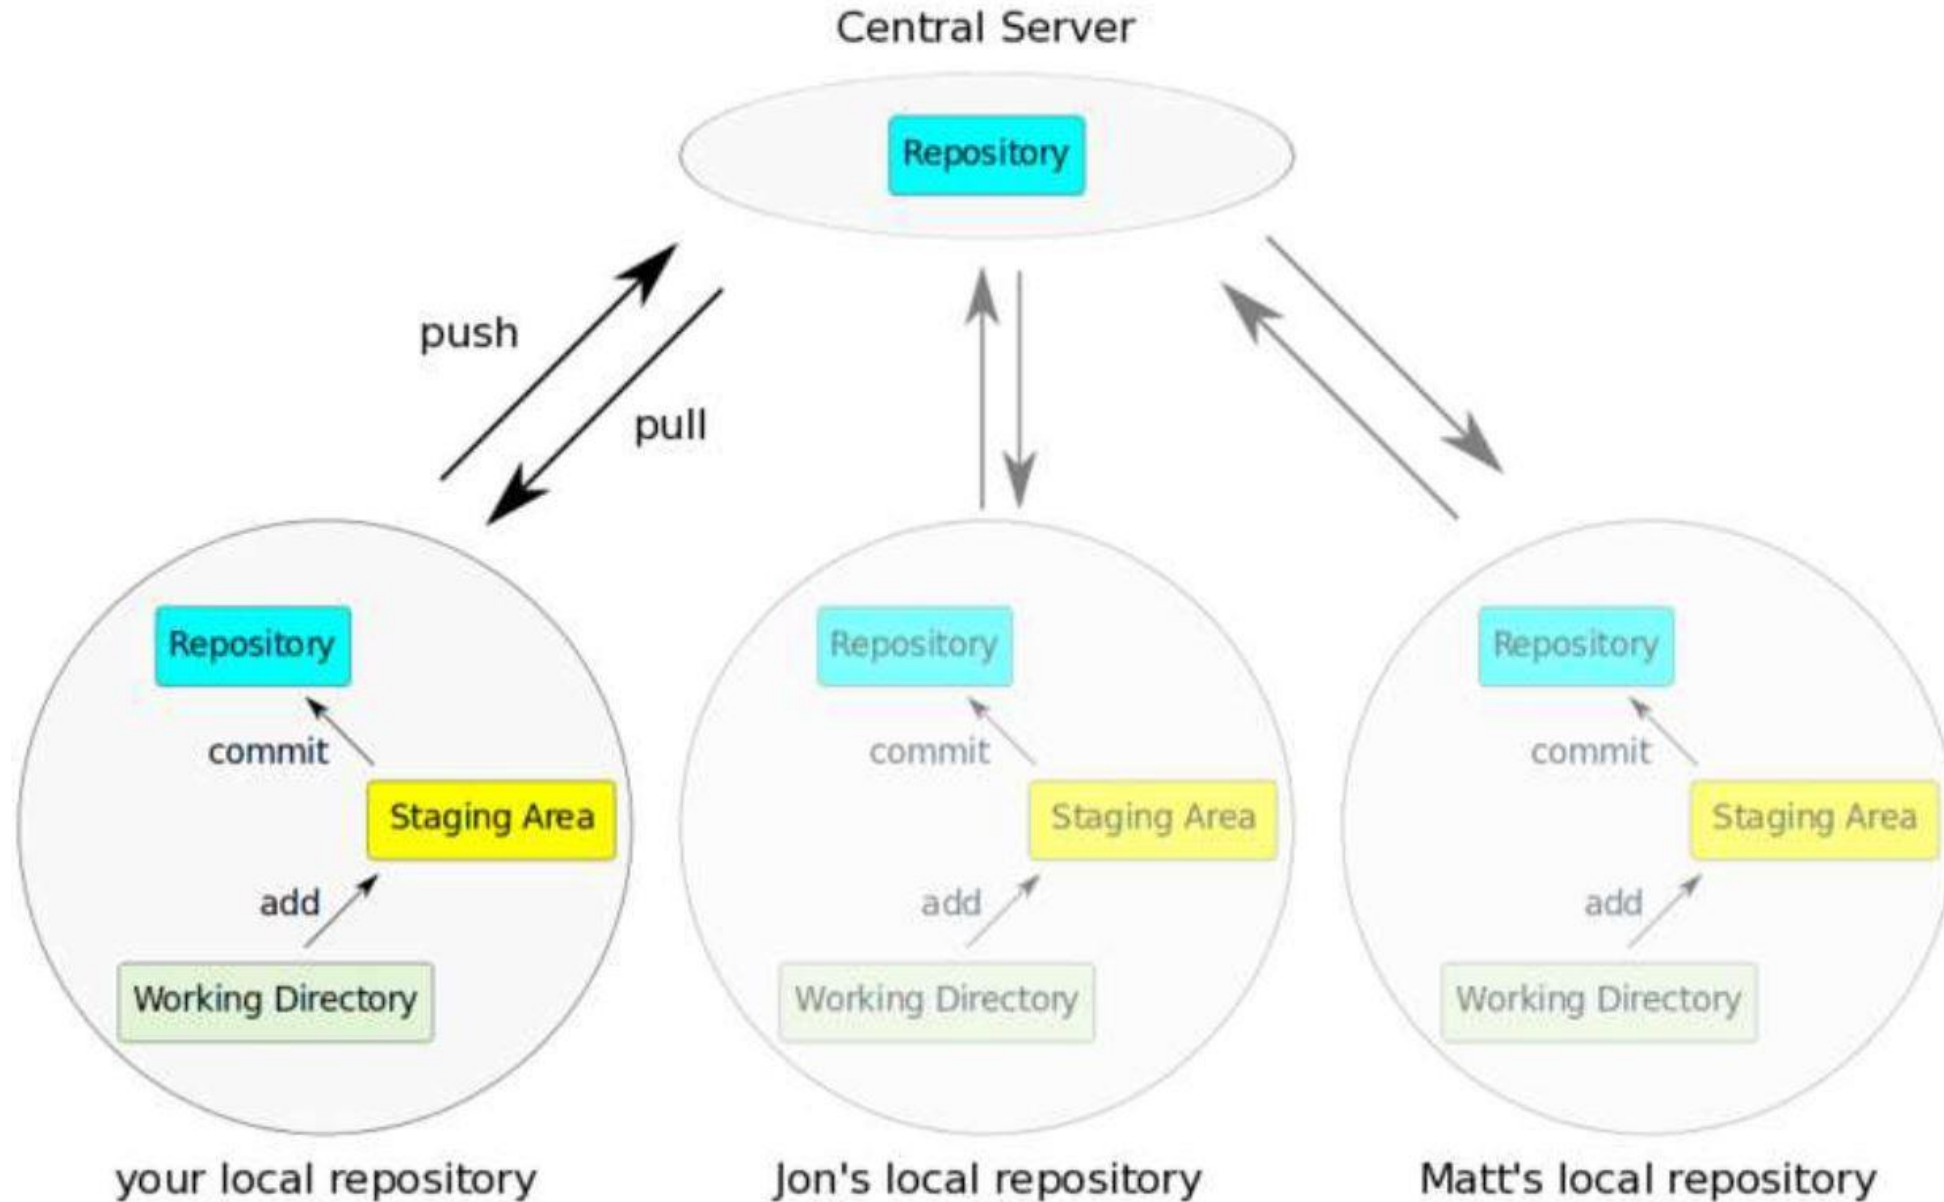 Central Server
Repository
push
pull
Repository
commit
Staging Area
add
Working Directory
your local repository
Repository
commit
Staging Area
add
Working Directory
Jon's local repository
Repository
commit
Staging Area
add
Working Directory
Matt's local repository